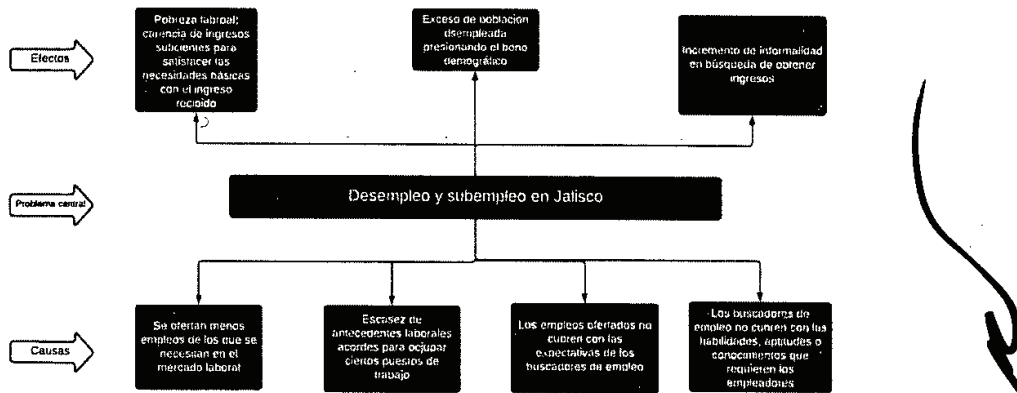 Efectos
Pobreza laboral:
carencia de ingresos
suficientes para
satisfacer las
necesidades básicas
con el ingreso
recibido
Exceso de población
desempleada
presionando el bono
demográfico
Incremento de informalidad
en búsqueda de obtener
ingresos
Problema central
Desempleo y subempleo en Jalisco
Causas
Se ofertan menos
empleos de los que se
necesitan en el
mercado laboral
Escasez de
antecedentes laborales
acordes para ocjupar
ciertos puestos de
trabajo
Los empleos ofertados no
cubren con las
expectativas de los
buscadores de empleo
Los buscadores de
empleo no cubren con las
habilidades, aptitudes o
conocimientos que
requieren los
empleadores